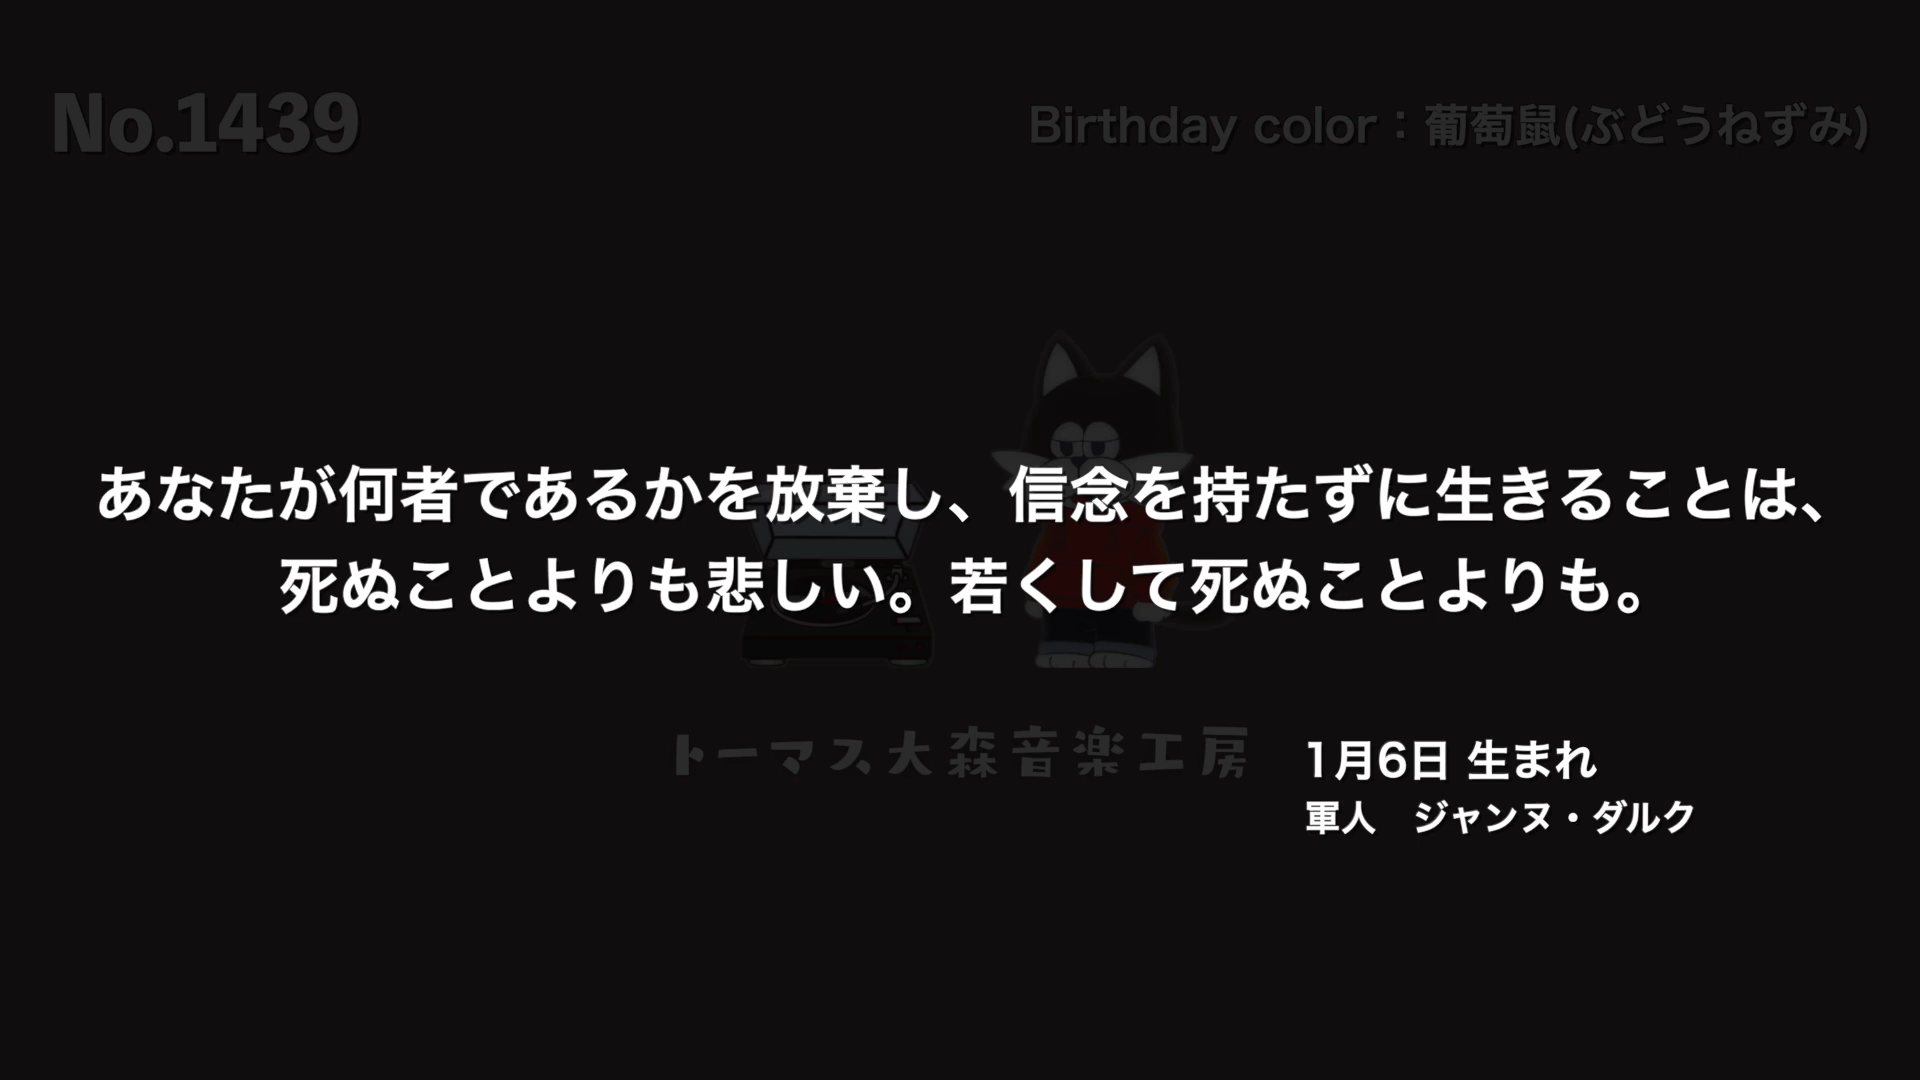 No.1439
Birthday color：葡萄鼠(ぶどうねずみ)
あなたが何者であるかを放棄し、信念を持たずに生きることは、
死ぬことよりも悲しい。若くして死ぬことよりも。
トーマス大森音楽工房
1月6日 生まれ
軍人　ジャンヌ・ダルク